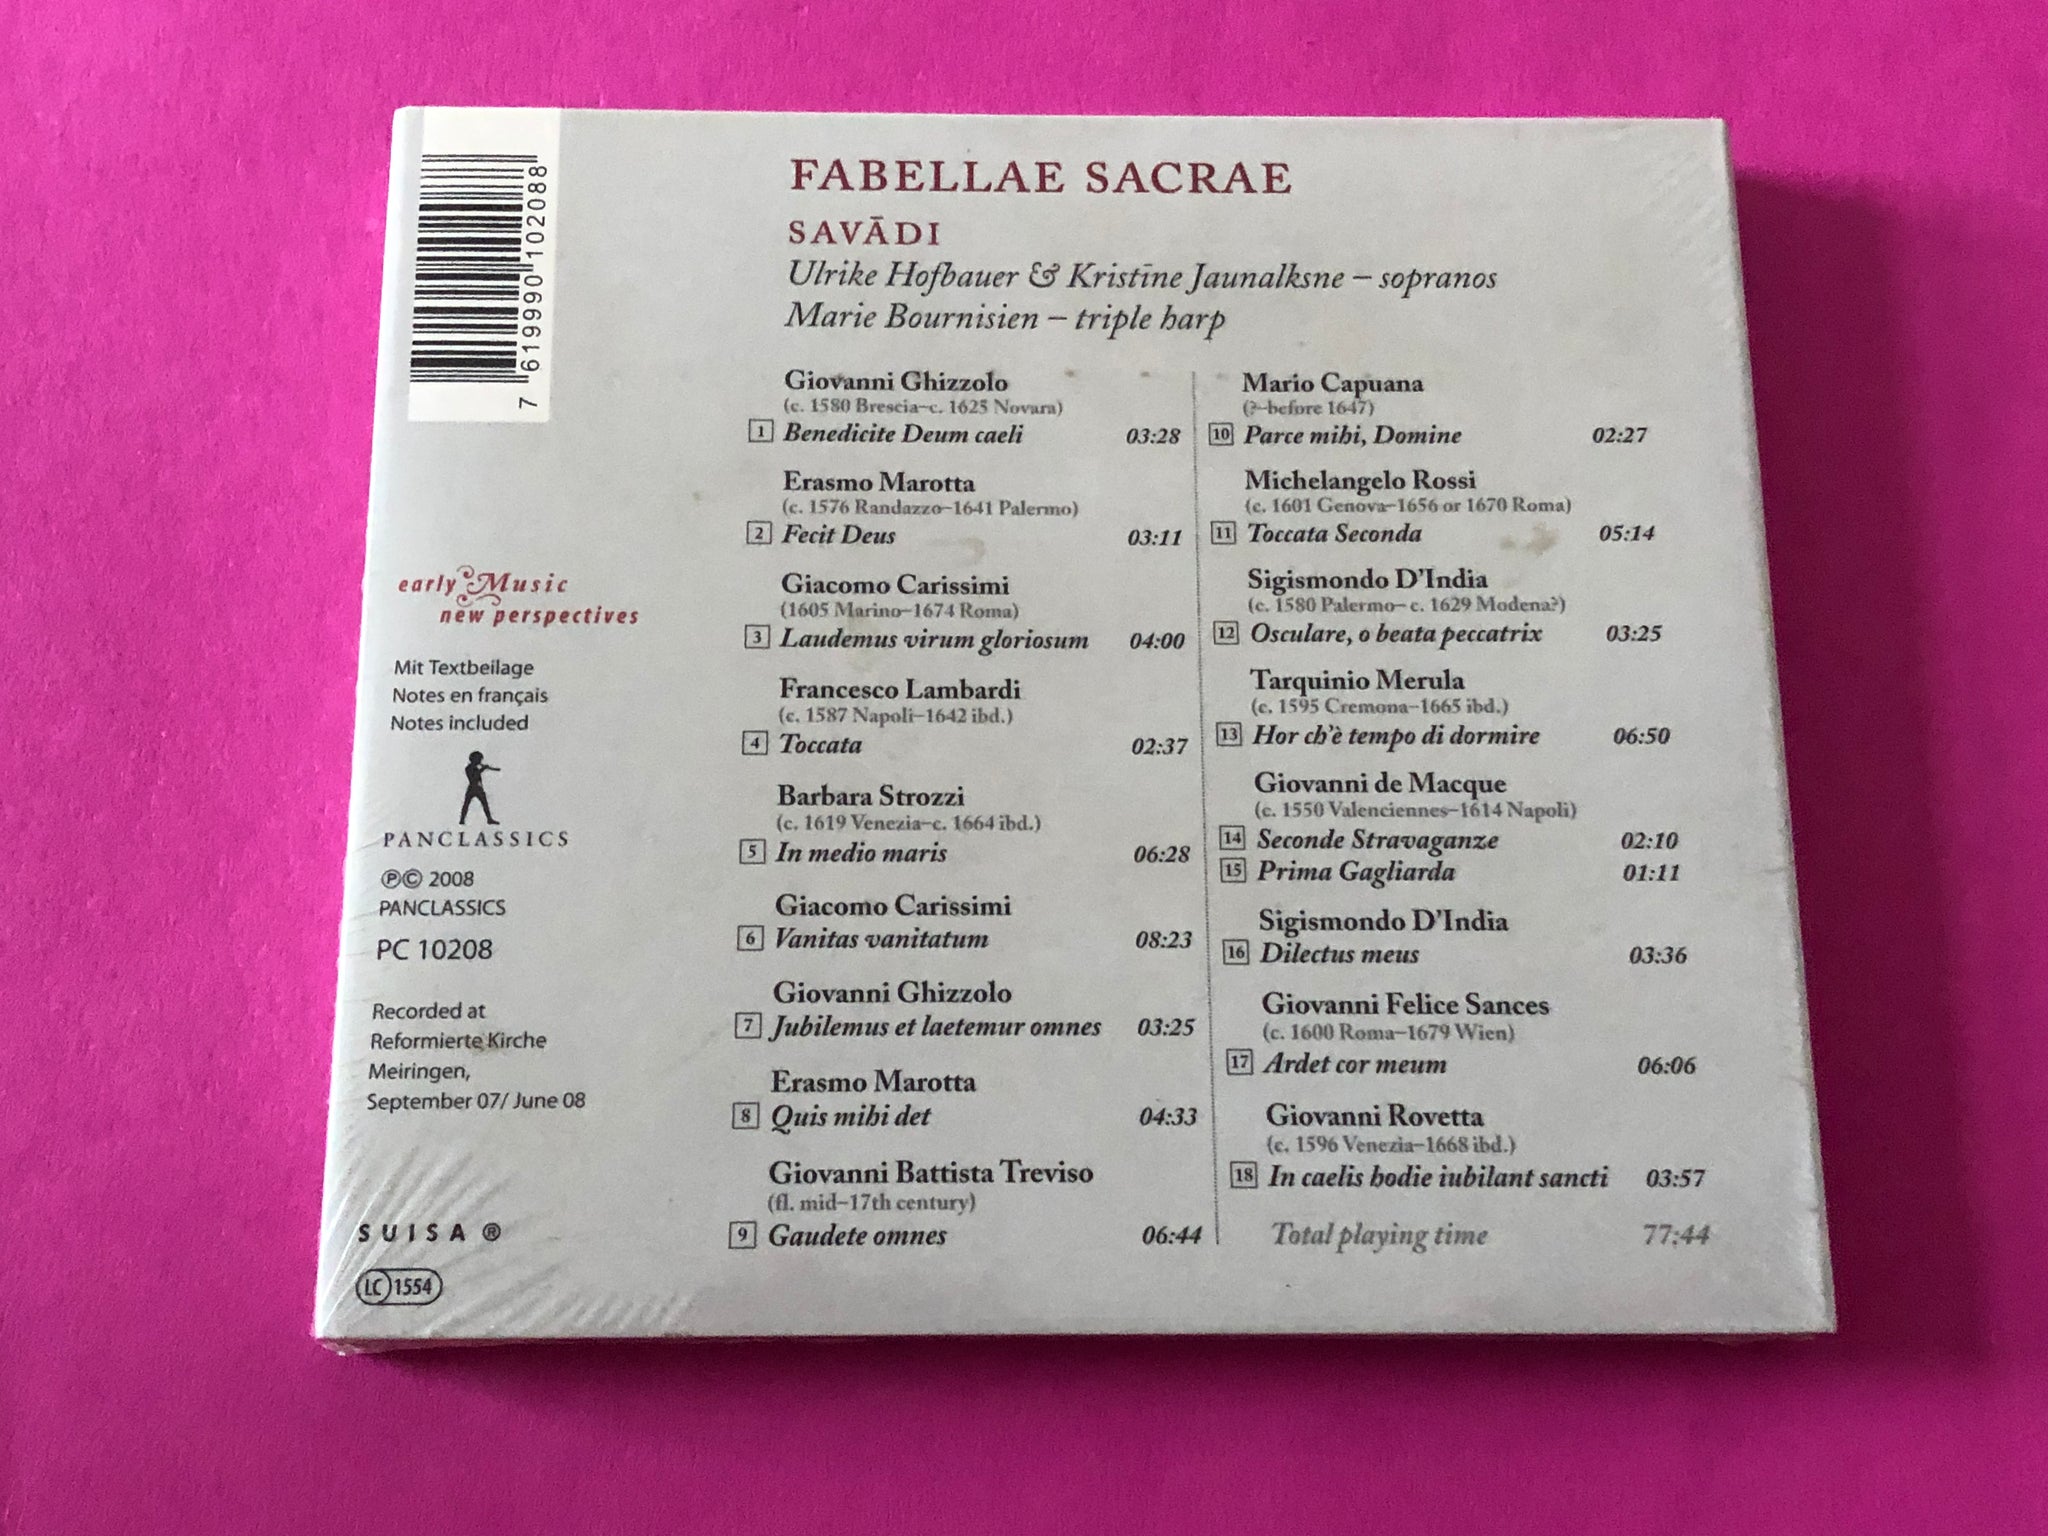 7 619990 102088
FABELLAE SACRAE
SAVĀDI
Ulrike Hofbauer & Kristīne Jaunalksne – sopranos
Marie Bournisien – triple harp
Giovanni Ghizzolo
(c. 1580 Brescia–c. 1625 Novara)
1 Benedicite Deum caeli 03:28
Erasmo Marotta
(c. 1576 Randazzo–1641 Palermo)
2 Fecit Deus 03:11
Giacomo Carissimi
(1605 Marino–1674 Roma)
3 Laudemus virum gloriosum 04:00
Francesco Lambardi
(c. 1587 Napoli–1642 ibd.)
4 Toccata 02:37
Barbara Strozzi
(c. 1619 Venezia–c. 1664 ibd.)
5 In medio maris 06:28
Giacomo Carissimi
6 Vanitas vanitatum 08:23
Giovanni Ghizzolo
7 Jubilemus et laetemur omnes 03:25
Erasmo Marotta
8 Quis mihi det 04:33
Giovanni Battista Treviso
(fl. mid–17th century)
9 Gaudete omnes 06:44
Mario Capuana
(?–before 1647)
10 Parce mihi, Domine 02:27
Michelangelo Rossi
(c. 1601 Genova–1656 or 1670 Roma)
11 Toccata Seconda 05:14
Sigismondo D'India
(c. 1580 Palermo– c. 1629 Modena?)
12 Osculare, o beata peccatrix 03:25
Tarquinio Merula
(c. 1595 Cremona–1665 ibd.)
13 Hor ch'è tempo di dormire 06:50
Giovanni de Macque
(c. 1550 Valenciennes–1614 Napoli)
14 Seconde Stravaganze 02:10
15 Prima Gagliarda 01:11
Sigismondo D'India
16 Dilectus meus 03:36
Giovanni Felice Sances
(c. 1600 Roma–1679 Wien)
17 Ardet cor meum 06:06
Giovanni Rovetta
(c. 1596 Venezia–1668 ibd.)
18 In caelis hodie iubilant sancti 03:57
Total playing time 77:44
early Music
new perspectives
Mit Textbeilage
Notes en français
Notes included
PANCLASSICS
℗© 2008
PANCLASSICS
PC 10208
Recorded at
Reformierte Kirche
Meiringen,
September 07/ June 08
SUISA ®
LC 1554